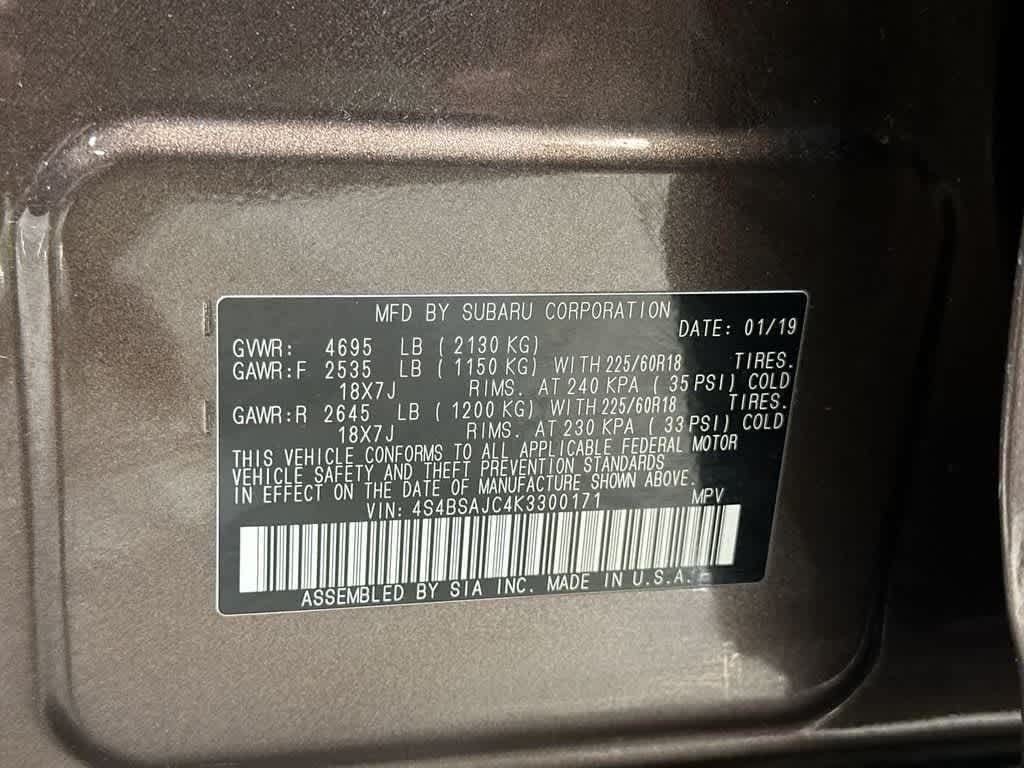 MFD BY SUBARU CORPORATION
DATE: 01/19
GVWR: 4695 LB (2130 KG)
GAWR:F 2535 LB (1150 KG) WITH 225/60R18 TIRES.
18X7J RIMS. AT 240 KPA (35 PSI) COLD
GAWR:R 2645 LB (1200 KG) WITH 225/60R18 TIRES.
18X7J RIMS. AT 230 KPA (33 PSI) COLD
THIS VEHICLE CONFORMS TO ALL APPLICABLE FEDERAL MOTOR
VEHICLE SAFETY AND THEFT PREVENTION STANDARDS
IN EFFECT ON THE DATE OF MANUFACTURE SHOWN ABOVE.
VIN: 4S4BSAJC4K3300171 MPV
ASSEMBLED BY SIA INC. MADE IN U.S.A.